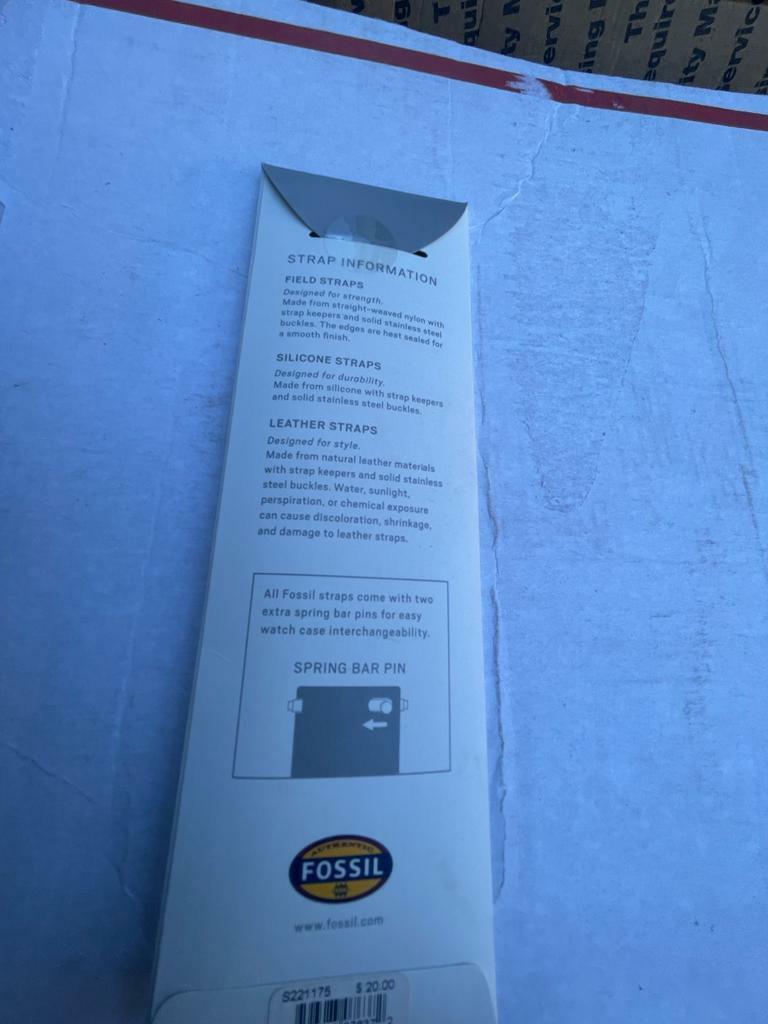 STRAP INFORMATION
FIELD STRAPS
Designed for strength.
Made from straight-weaved nylon with
strap keepers and solid stainless steel
buckles. The edges are heat sealed for
a smooth finish.
SILICONE STRAPS
Designed for durability.
Made from silicone with strap keepers
and solid stainless steel buckles.
LEATHER STRAPS
Designed for style.
Made from natural leather materials
with strap keepers and solid stainless
steel buckles. Water, sunlight,
perspiration, or chemical exposure
can cause discoloration, shrinkage,
and damage to leather straps.
All Fossil straps come with two
extra spring bar pins for easy
watch case interchangeability.
SPRING BAR PIN
AUTHENTIC
FOSSIL
www.fossil.com
S221175 $ 20.00